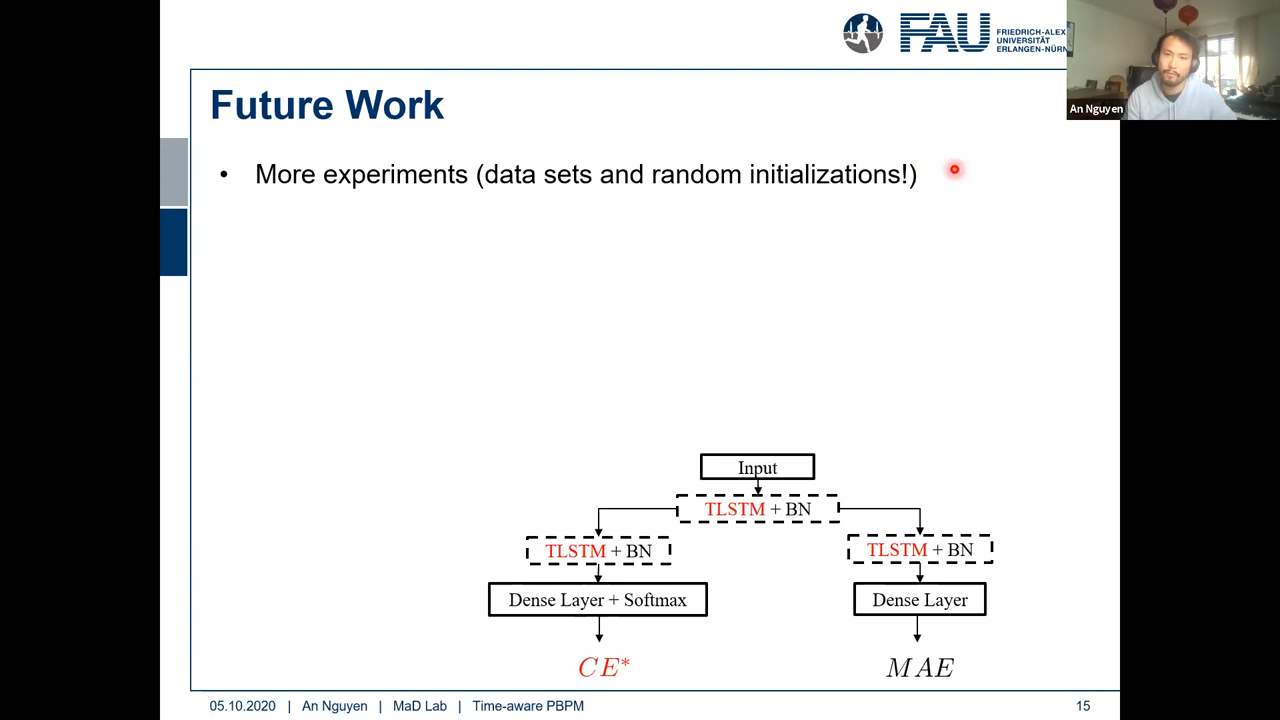 FAU
FRIEDRICH-ALEX
UNIVERSITÄT
ERLANGEN-NÜRN
An Nguyen
Future Work
• More experiments (data sets and random initializations!)
Input
TLSTM + BN
TLSTM + BN
TLSTM + BN
Dense Layer + Softmax
Dense Layer
CE*
MAE
05.10.2020 | An Nguyen | MaD Lab | Time-aware PBPM
15